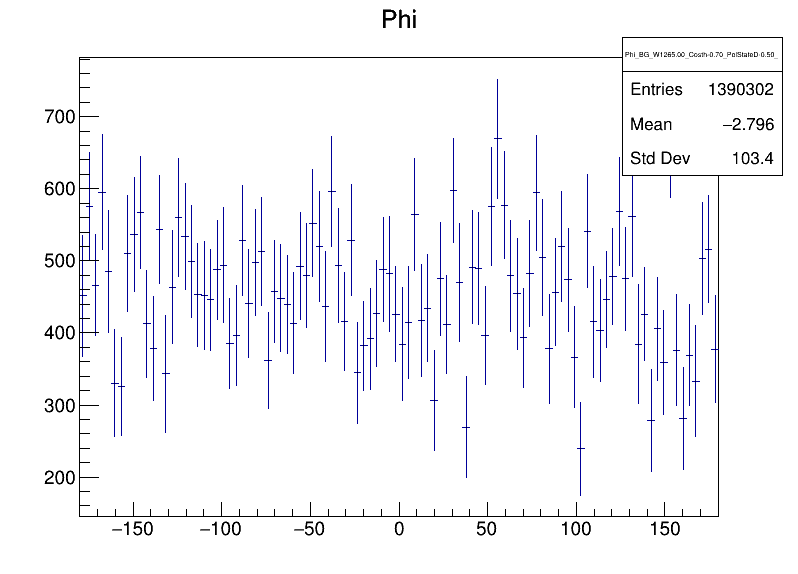 Phi
Phi_BG_W1265.00_Costh-0.70_PolStateD-0.50_
Entries 1390302
Mean −2.796
Std Dev 103.4
700
600
500
400
300
200
−150 −100 −50 0 50 100 150